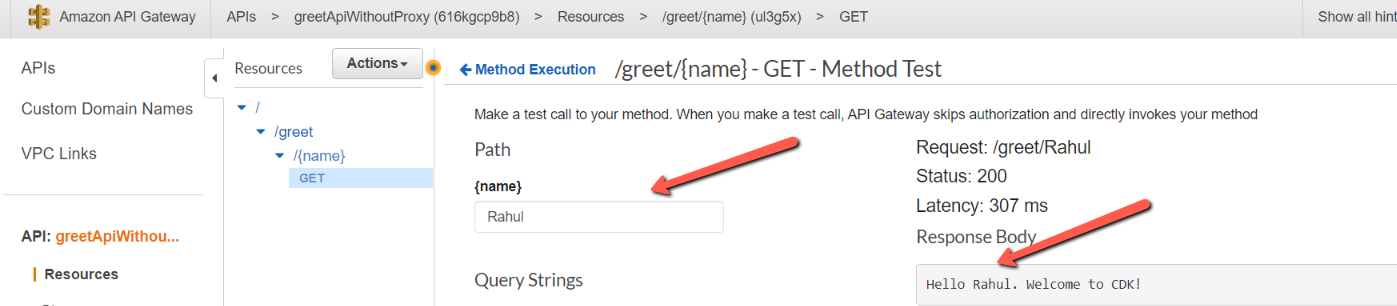 Amazon API Gateway APIs > greetApiWithoutProxy (616kgcp9b8) > Resources > /greet/{name} (ul3g5x) > GET Show all hint
APIs
Custom Domain Names
VPC Links
API: greetApiWithou...
Resources
Resources Actions
/
/greet
/{name}
GET
Method Execution /greet/{name} - GET - Method Test
Make a test call to your method. When you make a test call, API Gateway skips authorization and directly invokes your method
Path
{name}
Rahul
Query Strings
Request: /greet/Rahul
Status: 200
Latency: 307 ms
Response Body
Hello Rahul. Welcome to CDK!